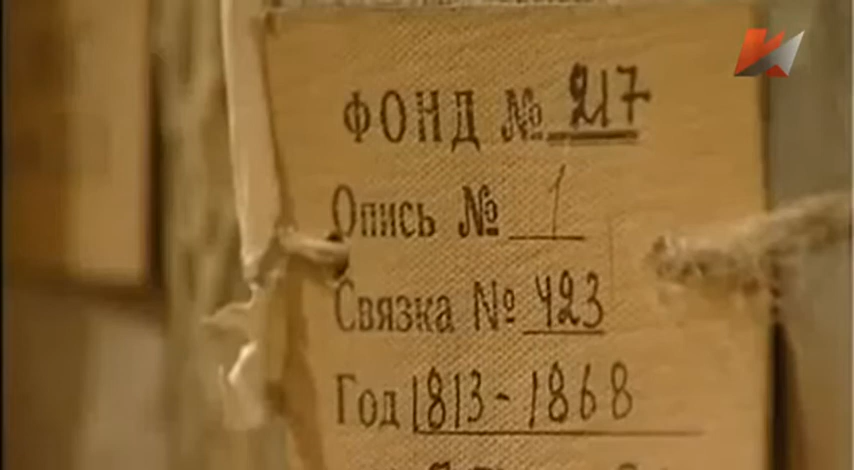 ФОНД № 217
Опись № 1
Связка № 423
Год 1813-1868